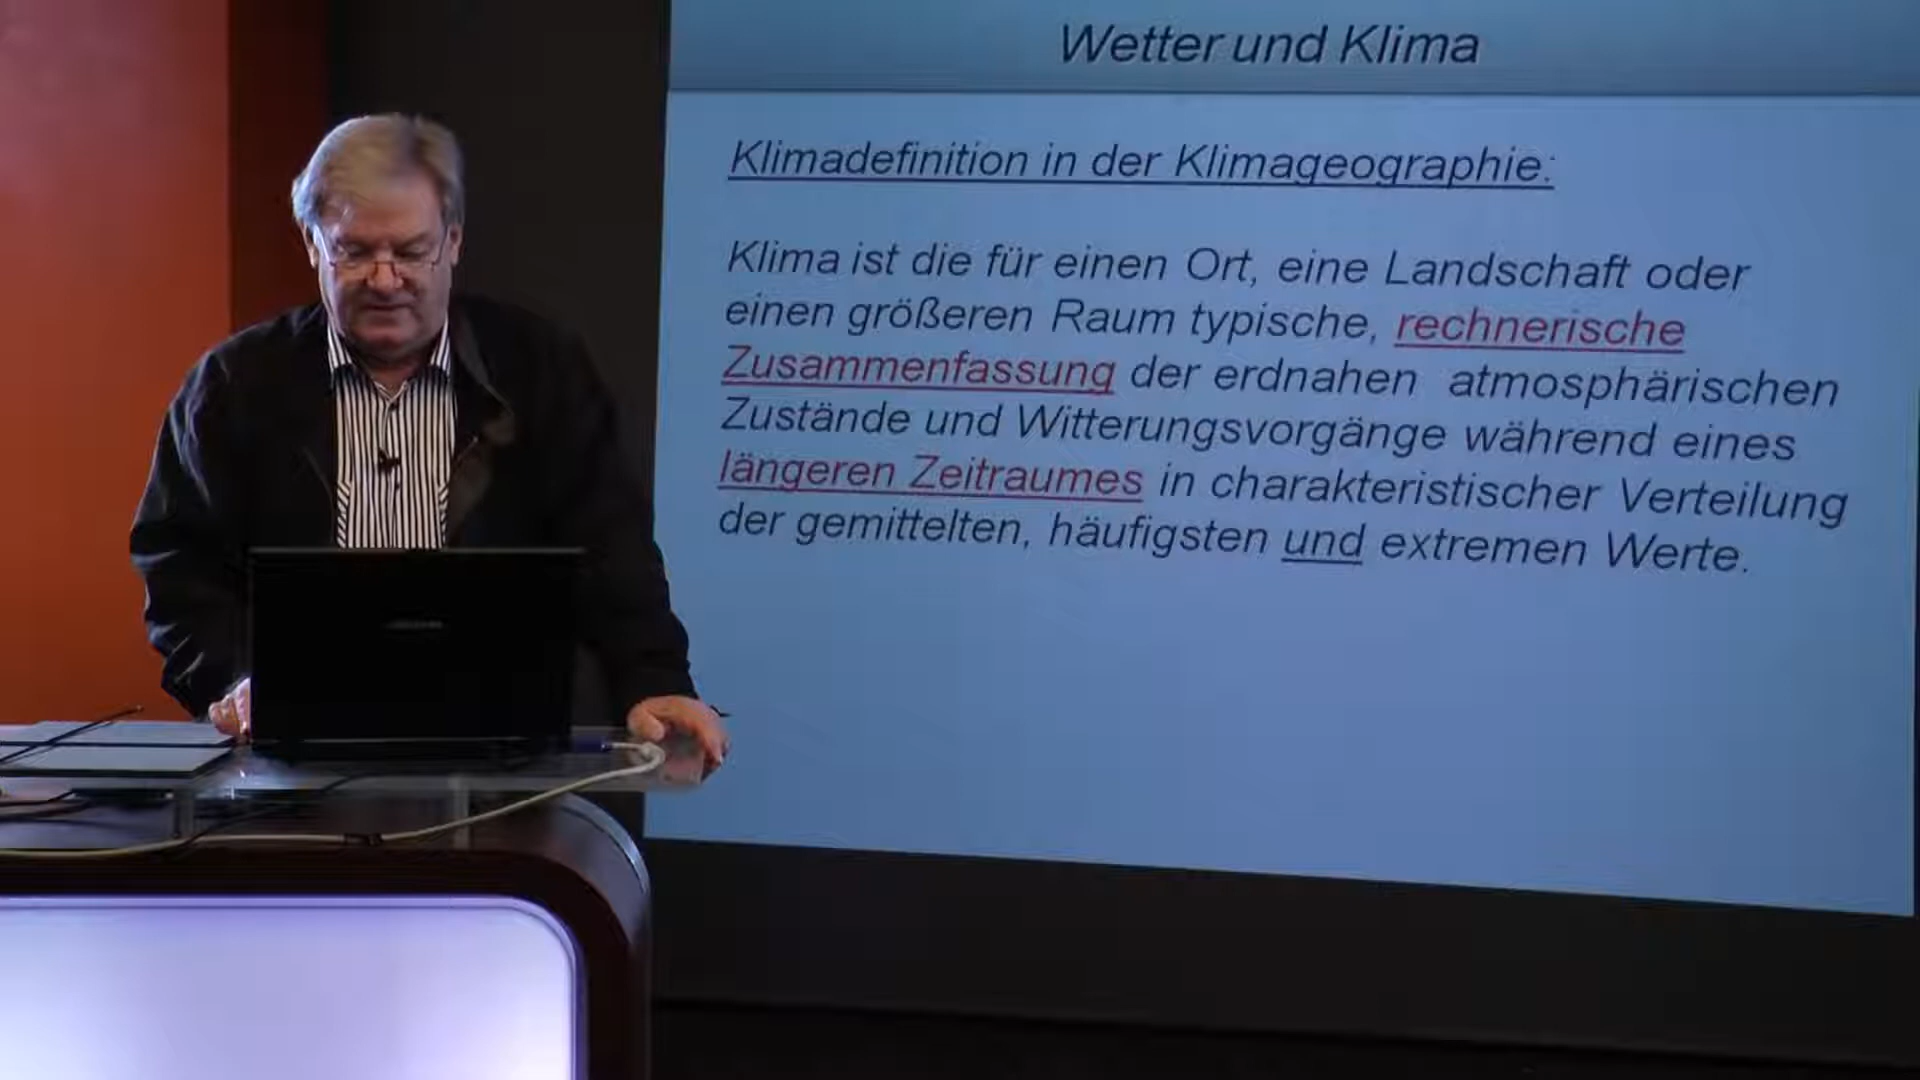 Wetter und Klima
Klimadefinition in der Klimageographie:
Klima ist die für einen Ort, eine Landschaft oder
einen größeren Raum typische, rechnerische
Zusammenfassung der erdnahen atmosphärischen
Zustände und Witterungsvorgänge während eines
längeren Zeitraumes in charakteristischer Verteilung
der gemittelten, häufigsten und extremen Werte.